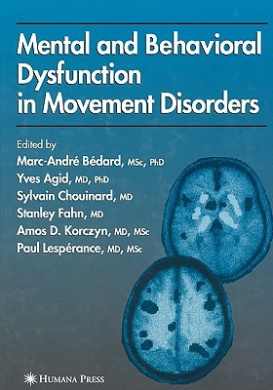 Mental and Behavioral
Dysfunction
in Movement Disorders
Edited by
Marc-André Bédard, MSc, PhD
Yves Agid, MD, PhD
Sylvain Chouinard, MD
Stanley Fahn, MD
Amos D. Korczyn, MD, MSc
Paul Lespérance, MD, MSc
HUMANA PRESS